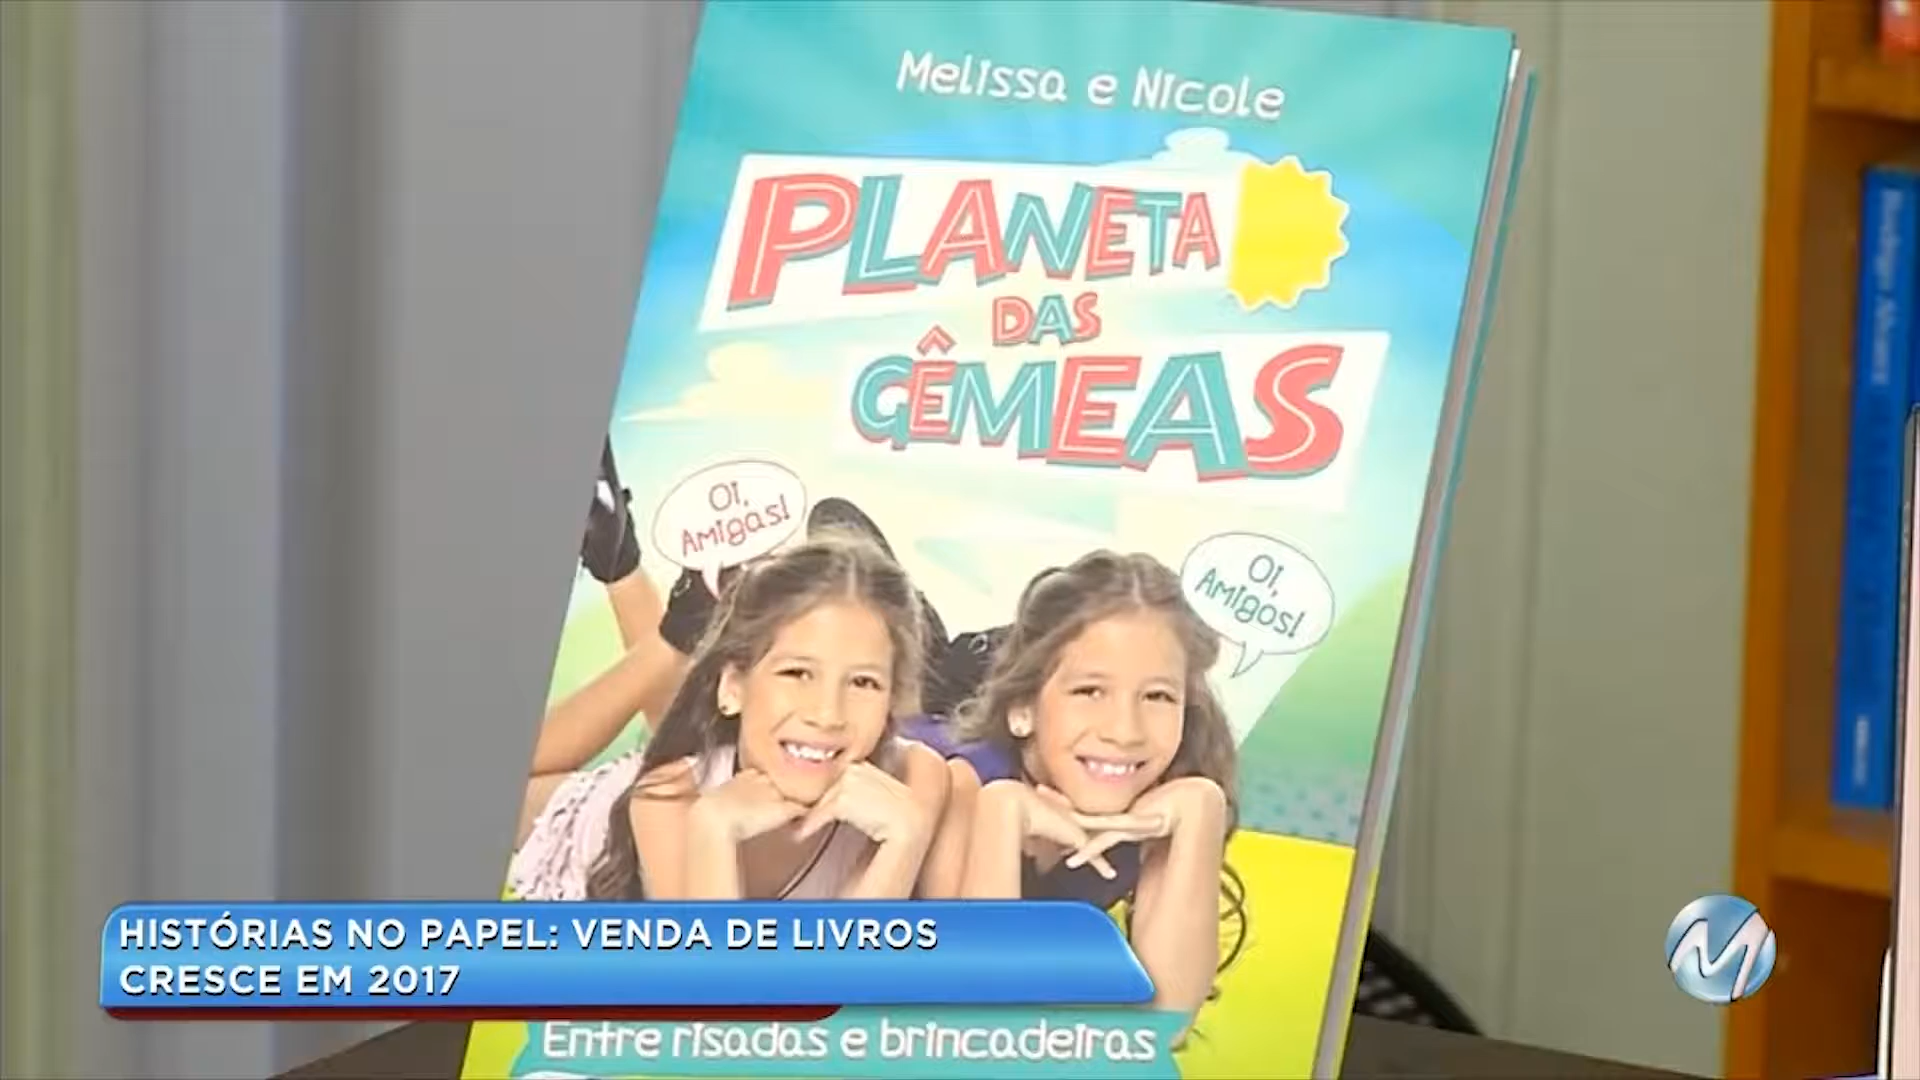 Melissa e Nicole
PLANETA
DAS
GÊMEAS
OI,
AMIGAS!
OI,
AMIGOS!
HISTÓRIAS NO PAPEL: VENDA DE LIVROS
CRESCE EM 2017
Entre risadas e brincadeiras
M